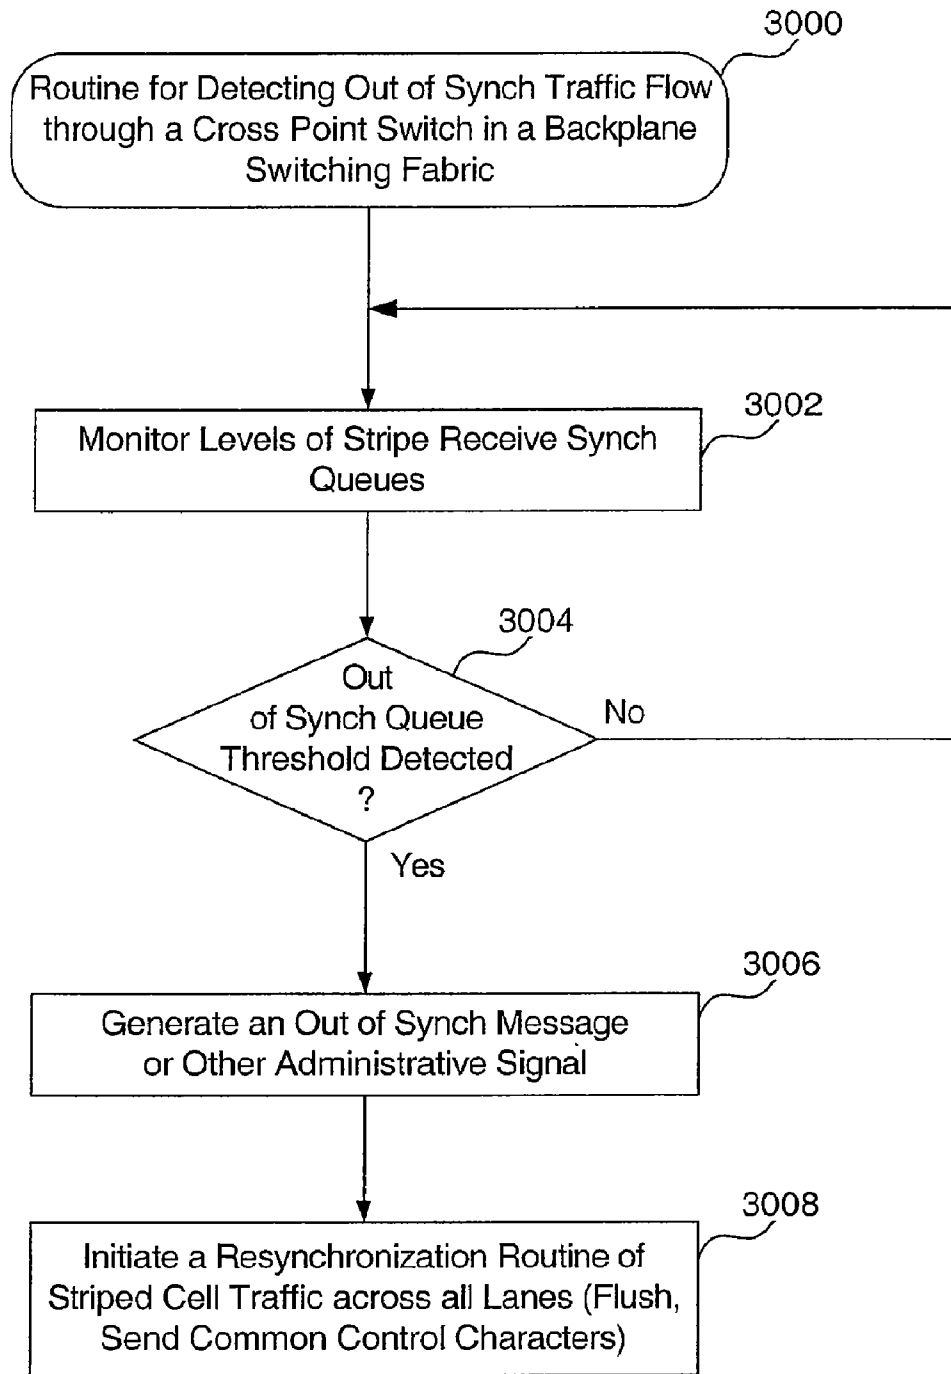 3000
Routine for Detecting Out of Synch Traffic Flow
through a Cross Point Switch in a Backplane
Switching Fabric
3002
Monitor Levels of Stripe Receive Synch
Queues
3004
Out
of Synch Queue
Threshold Detected
?
No
Yes
3006
Generate an Out of Synch Message
or Other Administrative Signal
3008
Initiate a Resynchronization Routine of
Striped Cell Traffic across all Lanes (Flush,
Send Common Control Characters)